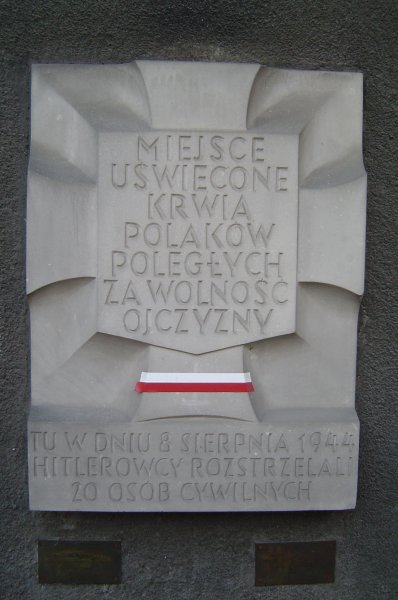 MIEJSCE
UŚWIĘCONE
KRWIĄ
POLAKÓW
POLEGŁYCH
ZA WOLNOŚĆ
OJCZYZNY
TU W DNIU 8 SIERPNIA 1944
HITLEROWCY ROZSTRZELALI
20 OSÓB CYWILNYCH